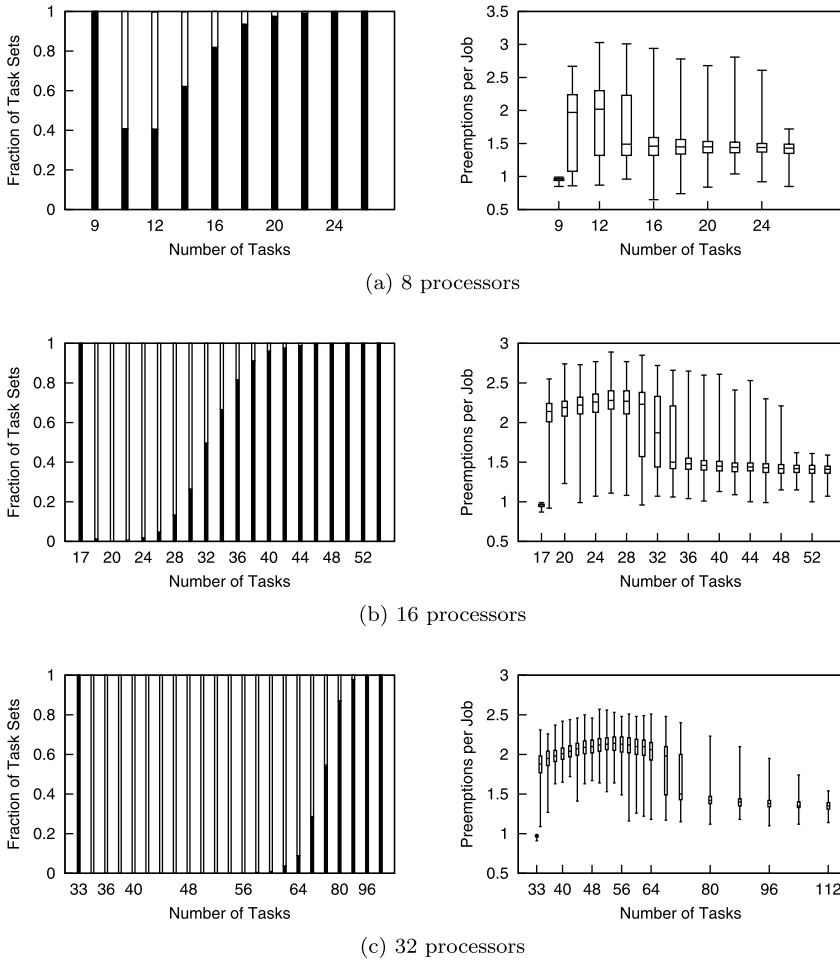 1
0.8
0.6
0.4
0.2
0
Fraction of Task Sets
9 12 16 20 24
Number of Tasks
3.5
3
2.5
2
1.5
1
0.5
Preemptions per Job
9 12 16 20 24
Number of Tasks
(a) 8 processors
1
0.8
0.6
0.4
0.2
0
Fraction of Task Sets
17 20 24 28 32 36 40 44 48 52
Number of Tasks
3
2.5
2
1.5
1
0.5
Preemptions per Job
17 20 24 28 32 36 40 44 48 52
Number of Tasks
(b) 16 processors
1
0.8
0.6
0.4
0.2
0
Fraction of Task Sets
33 36 40 48 56 64 80 96
Number of Tasks
3
2.5
2
1.5
1
0.5
Preemptions per Job
33 40 48 56 64 80 96 112
Number of Tasks
(c) 32 processors